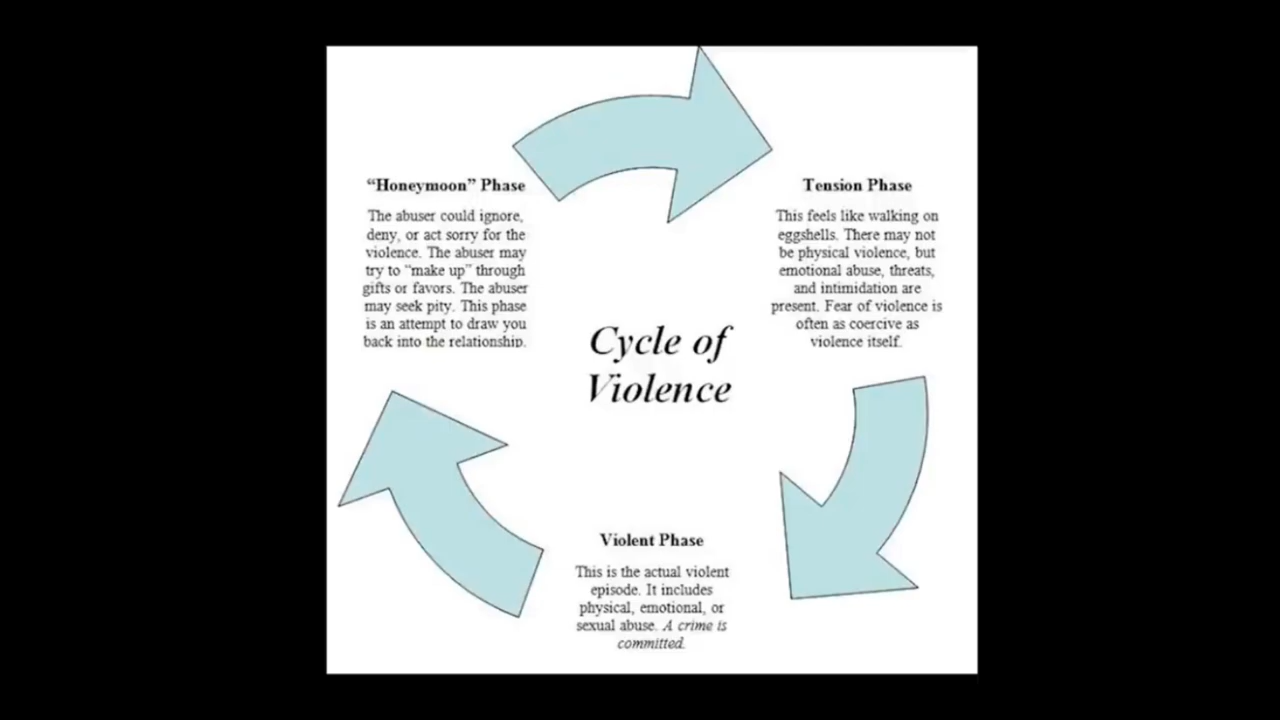 “Honeymoon” Phase
The abuser could ignore,
deny, or act sorry for the
violence. The abuser may
try to “make up” through
gifts or favors. The abuser
may seek pity. This phase
is an attempt to draw you
back into the relationship.
Tension Phase
This feels like walking on
eggshells. There may not
be physical violence, but
emotional abuse, threats,
and intimidation are
present. Fear of violence is
often as coercive as
violence itself.
Cycle of
Violence
Violent Phase
This is the actual violent
episode. It includes
physical, emotional, or
sexual abuse. A crime is
committed.